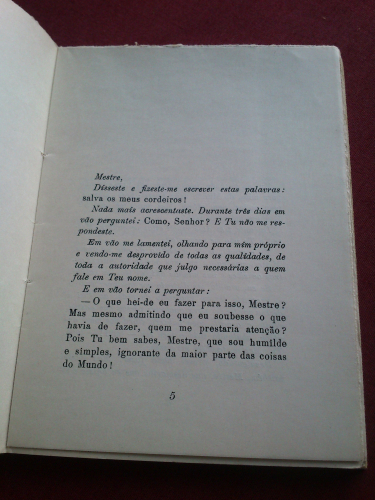 Mestre,
Disseste e fizeste-me escrever estas palavras:
salva os meus cordeiros!
Nada mais acrescentaste. Durante três dias em
vão perguntei: Como, Senhor? E Tu não me res-
pondeste.
Em vão me lamentei, olhando para mim próprio
e vendo-me desprovido de todas as qualidades, de
toda a autoridade que julgo necessárias a quem
fale em Teu nome.
E em vão tornei a perguntar:
— O que hei-de eu fazer para isso, Mestre?
Mas mesmo admitindo que eu soubesse o que
havia de fazer, quem me prestaria atenção?
Pois Tu bem sabes, Mestre, que sou humilde
e simples, ignorante da maior parte das coisas
do Mundo!
5